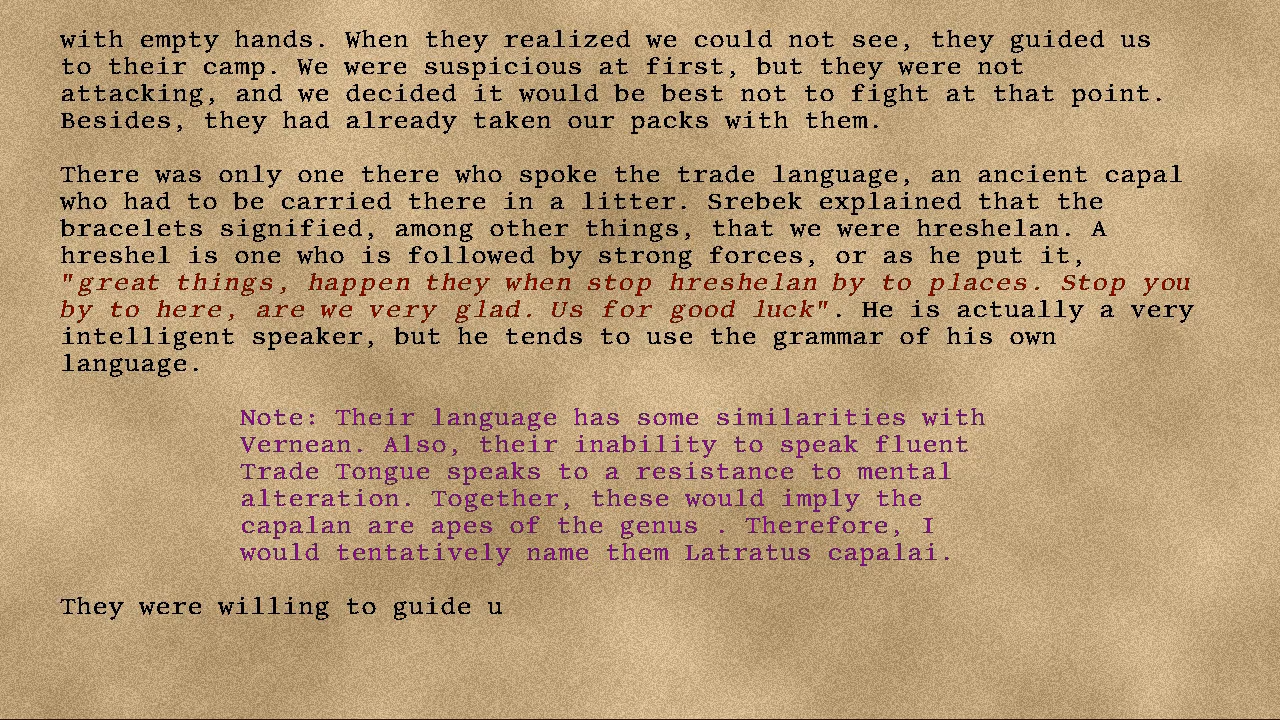 with empty hands. When they realized we could not see, they guided us
to their camp. We were suspicious at first, but they were not
attacking, and we decided it would be best not to fight at that point.
Besides, they had already taken our packs with them.
There was only one there who spoke the trade language, an ancient capal
who had to be carried there in a litter. Srebek explained that the
bracelets signified, among other things, that we were hreshelan. A
hreshel is one who is followed by strong forces, or as he put it,
"great things, happen they when stop hreshelan by to places. Stop you
by to here, are we very glad. Us for good luck". He is actually a very
intelligent speaker, but he tends to use the grammar of his own
language.
Note: Their language has some similarities with
Vernean. Also, their inability to speak fluent
Trade Tongue speaks to a resistance to mental
alteration. Together, these would imply the
capalan are apes of the genus . Therefore, I
would tentatively name them Latratus capalai.
They were willing to guide u